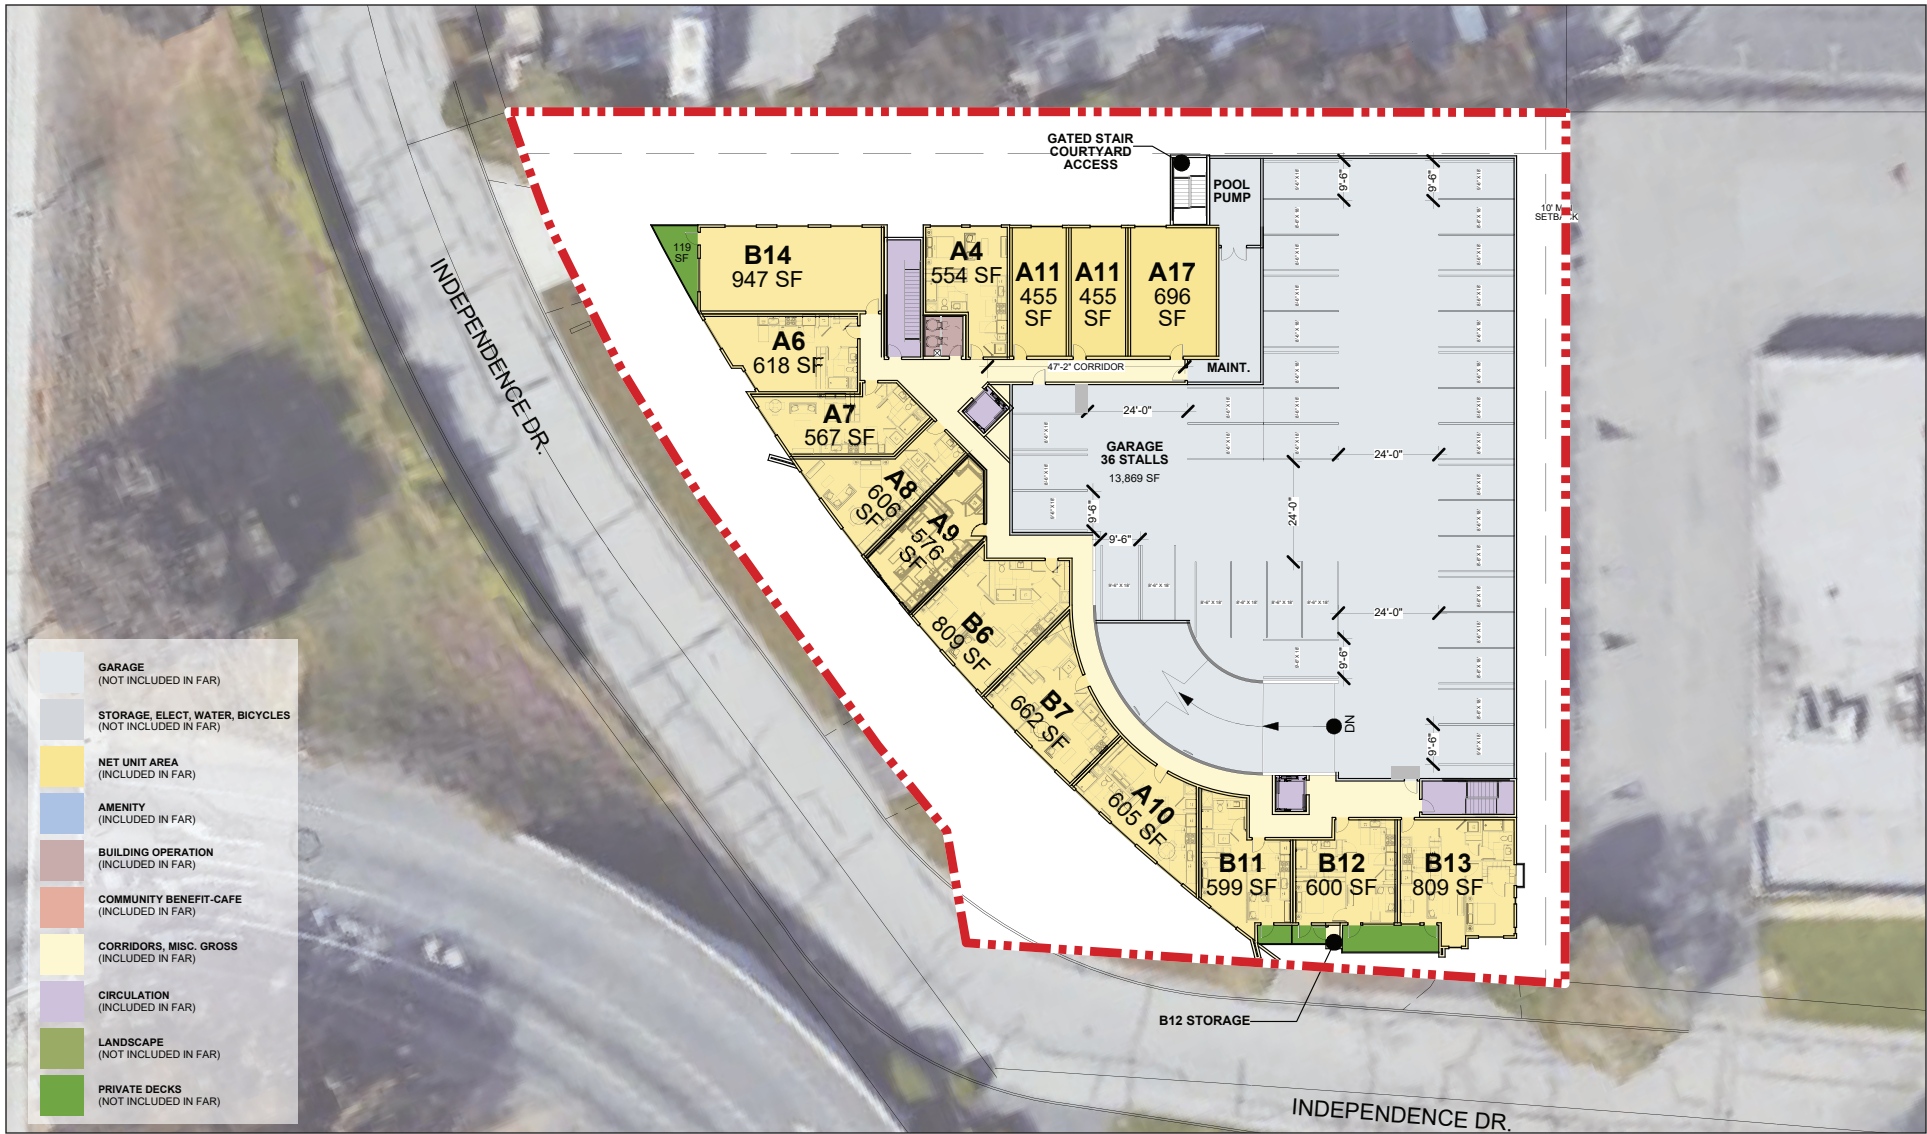 GATED STAIR
COURTYARD
ACCESS
POOL
PUMP
9'-6"
9'-6"
SETBACK
119
SF
B14
947 SF
A4
554 SF
A11
455
SF
A11
455
SF
A17
696
SF
A6
618 SF
47'-2" CORRIDOR
MAINT.
A7
567 SF
24'-0"
GARAGE
36 STALLS
13,869 SF
24'-0"
A8
606
SF
A9
576
SF
9'-6"
9'-6"
24'-0"
INDEPENDENCE DR.
B6
809 SF
24'-0"
9'-6"
B7
662 SF
DN
9'-6"
A10
605 SF
B11
599 SF
B12
600 SF
B13
809 SF
B12 STORAGE
INDEPENDENCE DR.
GARAGE
(NOT INCLUDED IN FAR)
STORAGE, ELECT, WATER, BICYCLES
(NOT INCLUDED IN FAR)
NET UNIT AREA
(INCLUDED IN FAR)
AMENITY
(INCLUDED IN FAR)
BUILDING OPERATION
(INCLUDED IN FAR)
COMMUNITY BENEFIT-CAFE
(INCLUDED IN FAR)
CORRIDORS, MISC. GROSS
(INCLUDED IN FAR)
CIRCULATION
(INCLUDED IN FAR)
LANDSCAPE
(NOT INCLUDED IN FAR)
PRIVATE DECKS
(NOT INCLUDED IN FAR)